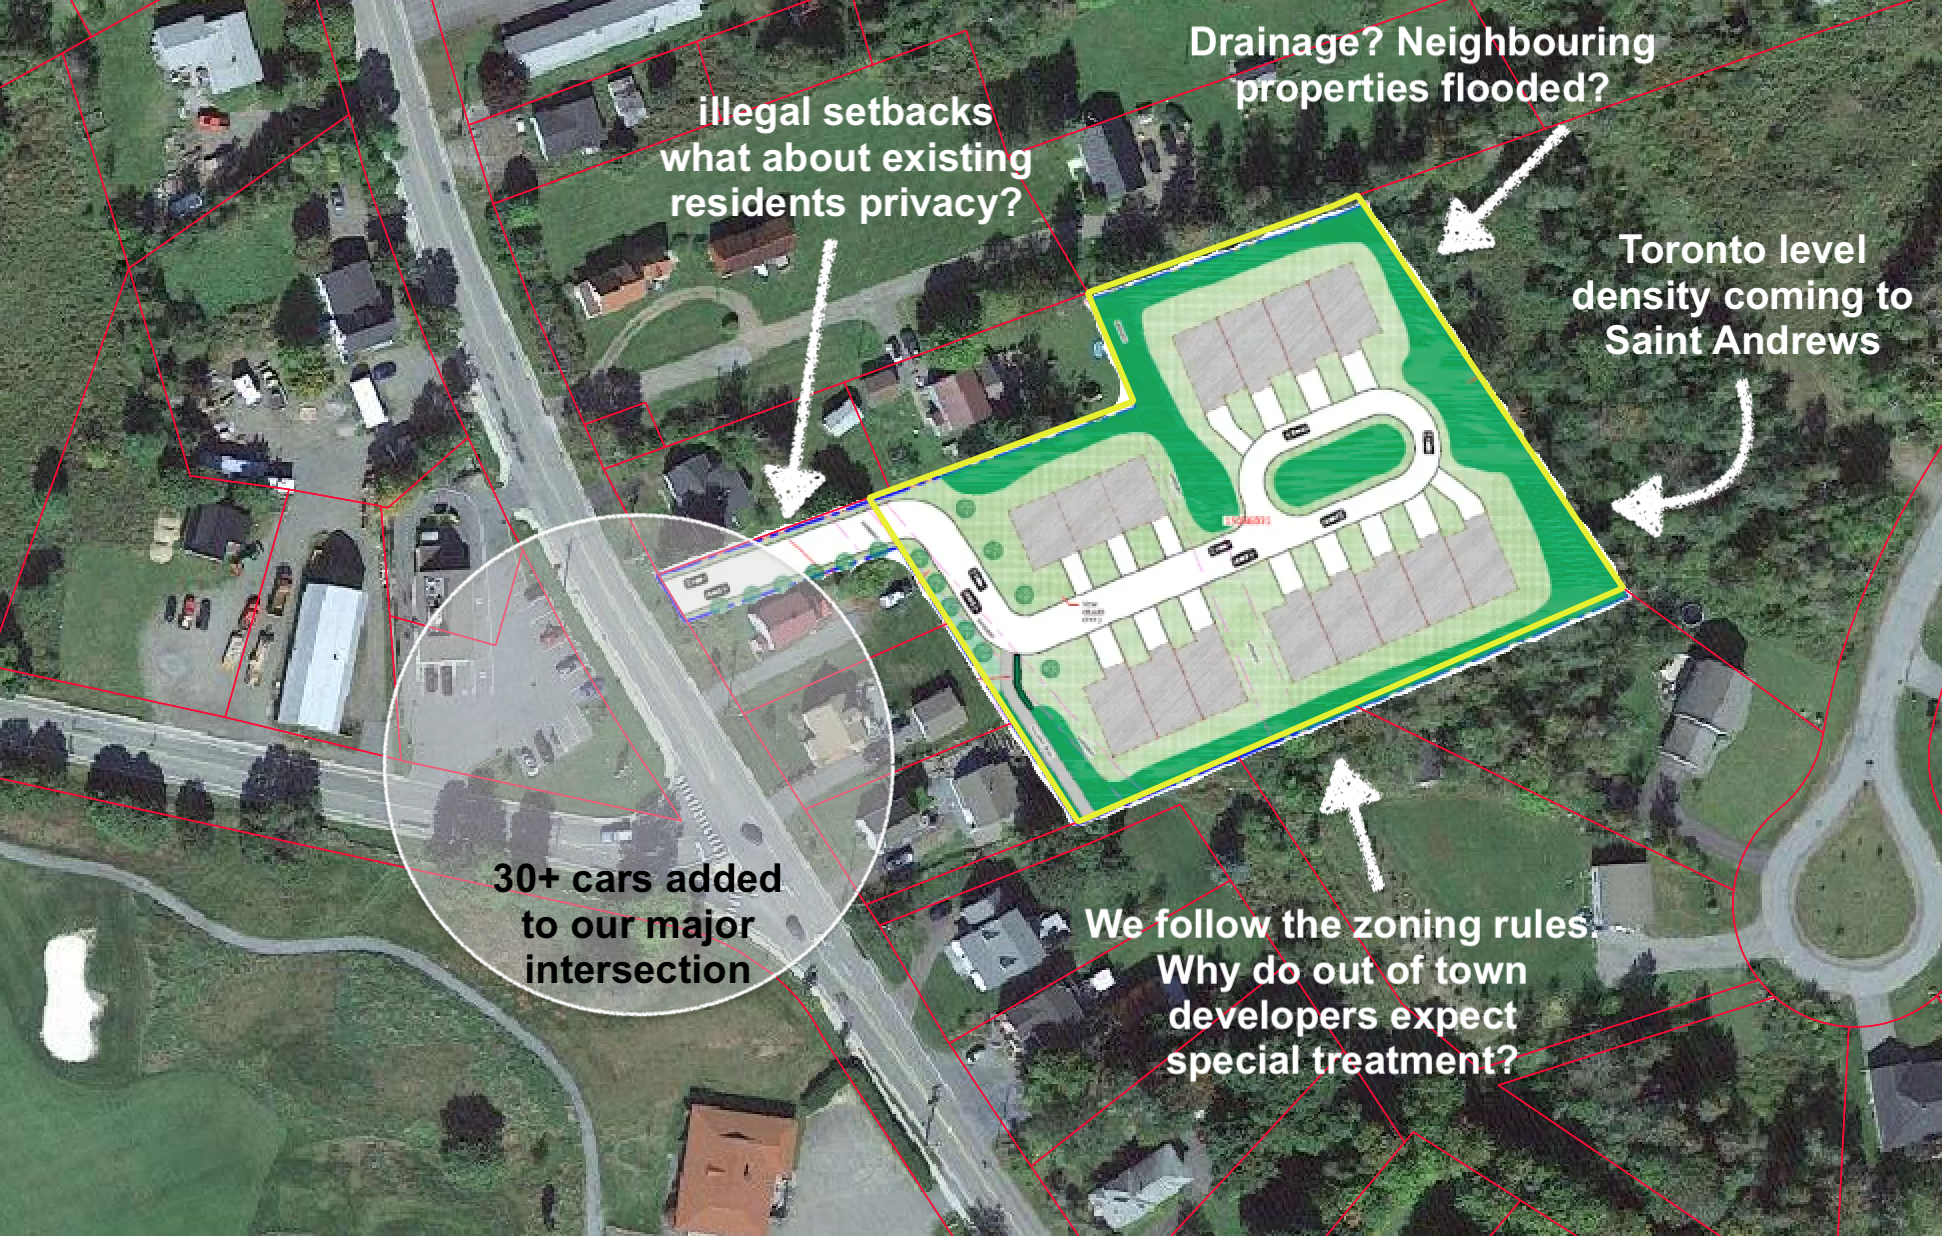 Drainage? Neighbouring
properties flooded?
illegal setbacks
what about existing
residents privacy?
Toronto level
density coming to
Saint Andrews
30+ cars added
to our major
intersection
We follow the zoning rules.
Why do out of town
developers expect
special treatment?